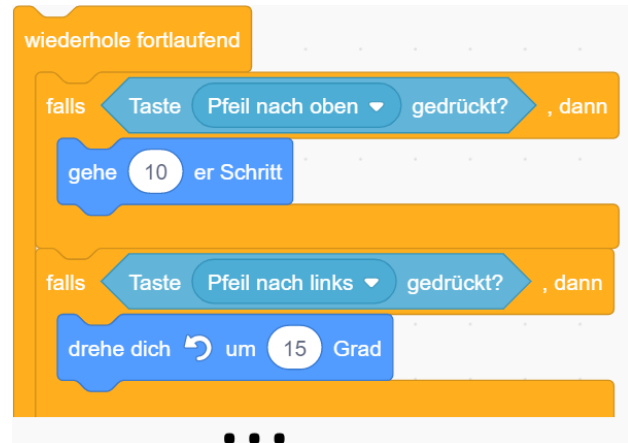 wiederhole fortlaufend
falls Taste Pfeil nach oben gedrückt? , dann
gehe 10 er Schritt
falls Taste Pfeil nach links gedrückt? , dann
drehe dich um 15 Grad
...